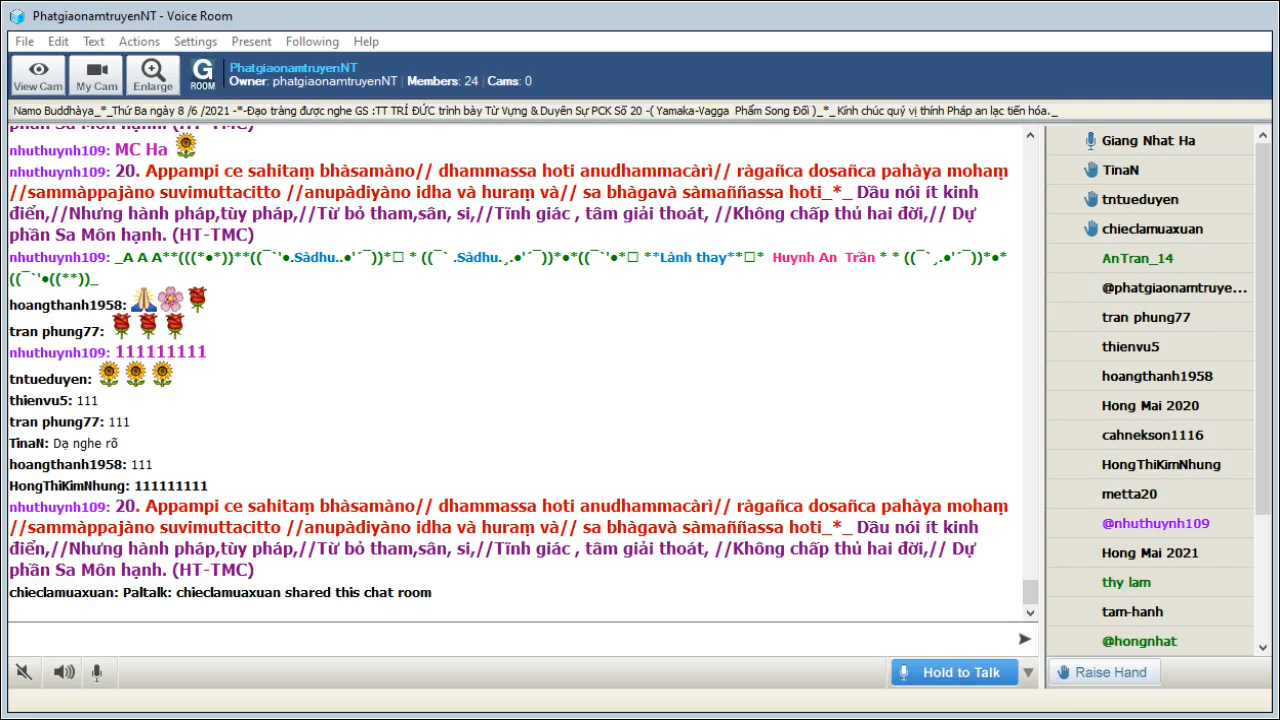 PhatgiaonamtruyenNT - Voice Room
File Edit Text Actions Settings Present Following Help
View Cam My Cam Enlarge G ROOM
PhatgiaonamtruyenNT
Owner: phatgiaonamtruyenNT Members: 24 Cams: 0
Namo Buddhàya_*_Thứ Ba ngày 8 /6 /2021 -*-Đạo tràng được nghe GS :TT TRÍ ĐỨC trình bày Từ Vựng & Duyên Sự PCK Số 20 -( Yamaka-Vagga Phẩm Song Đối )_*_ Kính chúc quý vị thính Pháp an lạc tiến hóa._
phần Sa Môn hạnh. (HT-TMC)
nhuthuynh109: MC Ha
nhuthuynh109: 20. Appampi ce sahitaṃ bhàsamàno// dhammassa hoti anudhammacàrì// ràgañca dosañca pahàya mohaṃ
//sammàppajàno suvimuttacitto //anupàdiyàno idha và huraṃ và// sa bhàgavà sàmaññassa hoti_*_Dầu nói ít kinh
điển,//Nhưng hành pháp,tùy pháp,//Từ bỏ tham,sân, si,//Tĩnh giác , tâm giải thoát, //Không chấp thủ hai đời,// Dự
phần Sa Môn hạnh. (HT-TMC)
nhuthuynh109: _A A A**(((*•*))**((¯`'•.Sàdhu..•'´¯))*□ * ((¯` .Sàdhu.¸.•'´¯))*•*((¯`'•*□ **Lành thay**□* Huynh An Trần * * ((¯`¸.•'´¯))*•*
((¯`'•((**))_
hoangthanh1958:
tran phung77:
nhuthuynh109: 111111111
tntueduyen:
thienvu5: 111
tran phung77: 111
TinaN: Dạ nghe rõ
hoangthanh1958: 111
HongThiKimNhung: 111111111
nhuthuynh109: 20. Appampi ce sahitaṃ bhàsamàno// dhammassa hoti anudhammacàrì// ràgañca dosañca pahàya mohaṃ
//sammàppajàno suvimuttacitto //anupàdiyàno idha và huraṃ và// sa bhàgavà sàmaññassa hoti_*_Dầu nói ít kinh
điển,//Nhưng hành pháp,tùy pháp,//Từ bỏ tham,sân, si,//Tĩnh giác , tâm giải thoát, //Không chấp thủ hai đời,// Dự
phần Sa Môn hạnh. (HT-TMC)
chieclamuaxuan: Paltalk: chieclamuaxuan shared this chat room
Hold to Talk
Giang Nhat Ha
TinaN
tntueduyen
chieclamuaxuan
AnTran_14
@phatgiaonamtruye...
tran phung77
thienvu5
hoangthanh1958
Hong Mai 2020
cahnekson1116
HongThiKimNhung
metta20
@nhuthuynh109
Hong Mai 2021
thy lam
tam-hanh
@hongnhat
Raise Hand